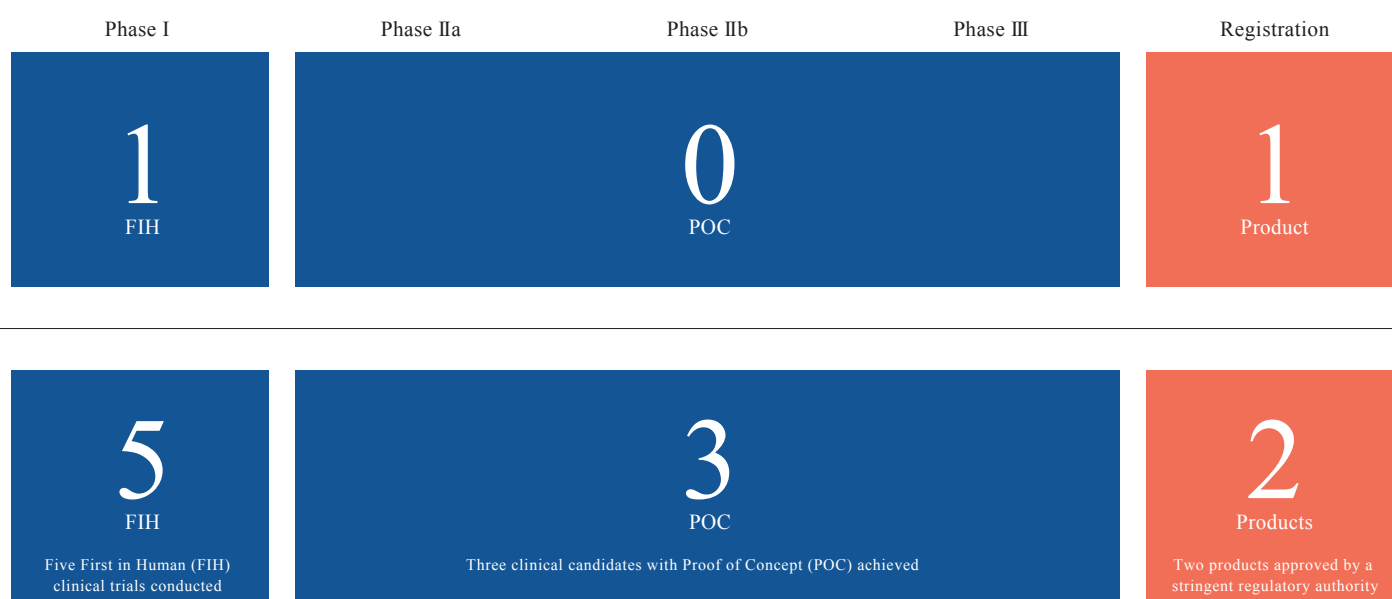 Phase I
Phase Ⅱa
Phase Ⅱb
Phase Ⅲ
Registration
1
FIH
0
POC
1
Product
5
FIH
Five First in Human (FIH)
clinical trials conducted
3
POC
Three clinical candidates with Proof of Concept (POC) achieved
2
Products
Two products approved by a
stringent regulatory authority